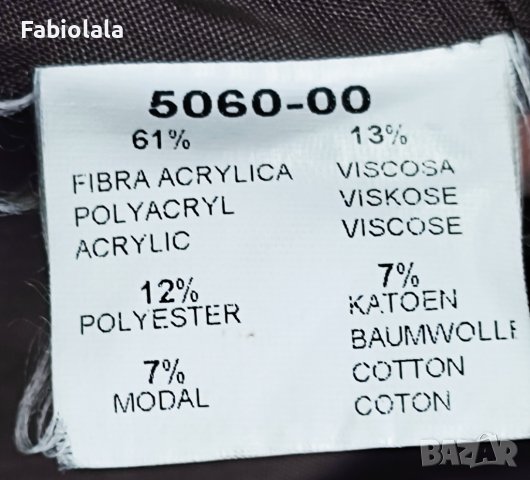 Fabiolala
5060-00
61%
FIBRA ACRYLICA
POLYACRYL
ACRYLIC
13%
VISCOSA
VISKOSE
VISCOSE
12%
POLYESTER
7%
KATOEN
BAUMWOLLE
COTTON
COTON
7%
MODAL
BAZAR